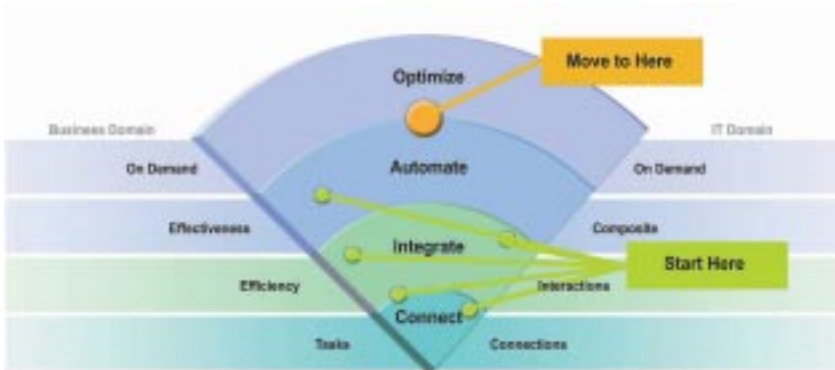 Optimize
Move to Here
Business Domain
IT Domain
On Demand
Automate
On Demand
Effectiveness
Composite
Integrate
Start Here
Efficiency
Interactions
Connect
Tasks
Connections